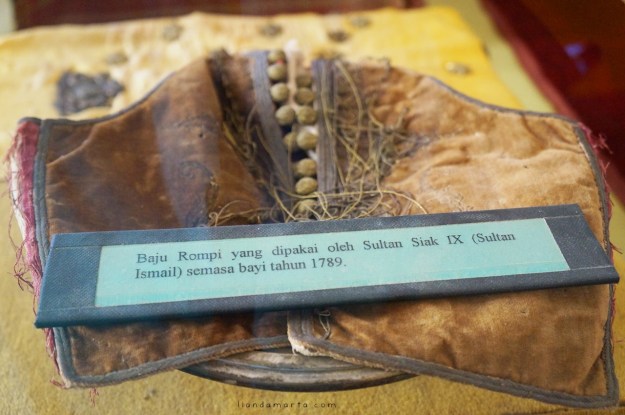 Baju Rompi yang dipakai oleh Sultan Siak IX (Sultan
Ismail) semasa bayi tahun 1789.
liandamarta.com